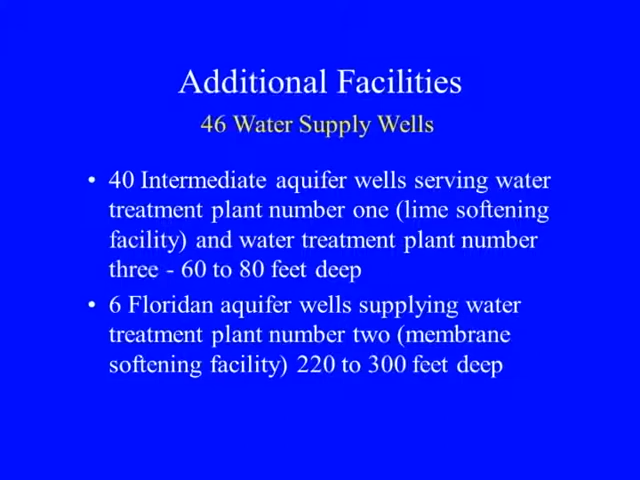 Additional Facilities
46 Water Supply Wells
• 40 Intermediate aquifer wells serving water
treatment plant number one (lime softening
facility) and water treatment plant number
three - 60 to 80 feet deep
• 6 Floridan aquifer wells supplying water
treatment plant number two (membrane
softening facility) 220 to 300 feet deep